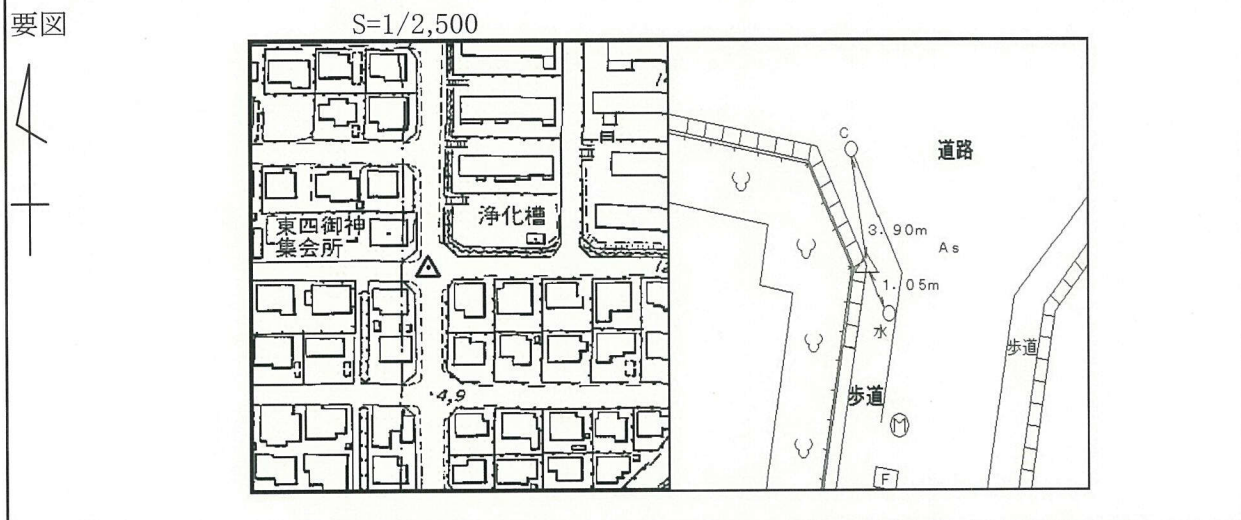 要図
S=1/2,500
東四御神
集会所
浄化槽
4,9
C
道路
3.90m
As
1.05m
水
歩道
歩道
M
F